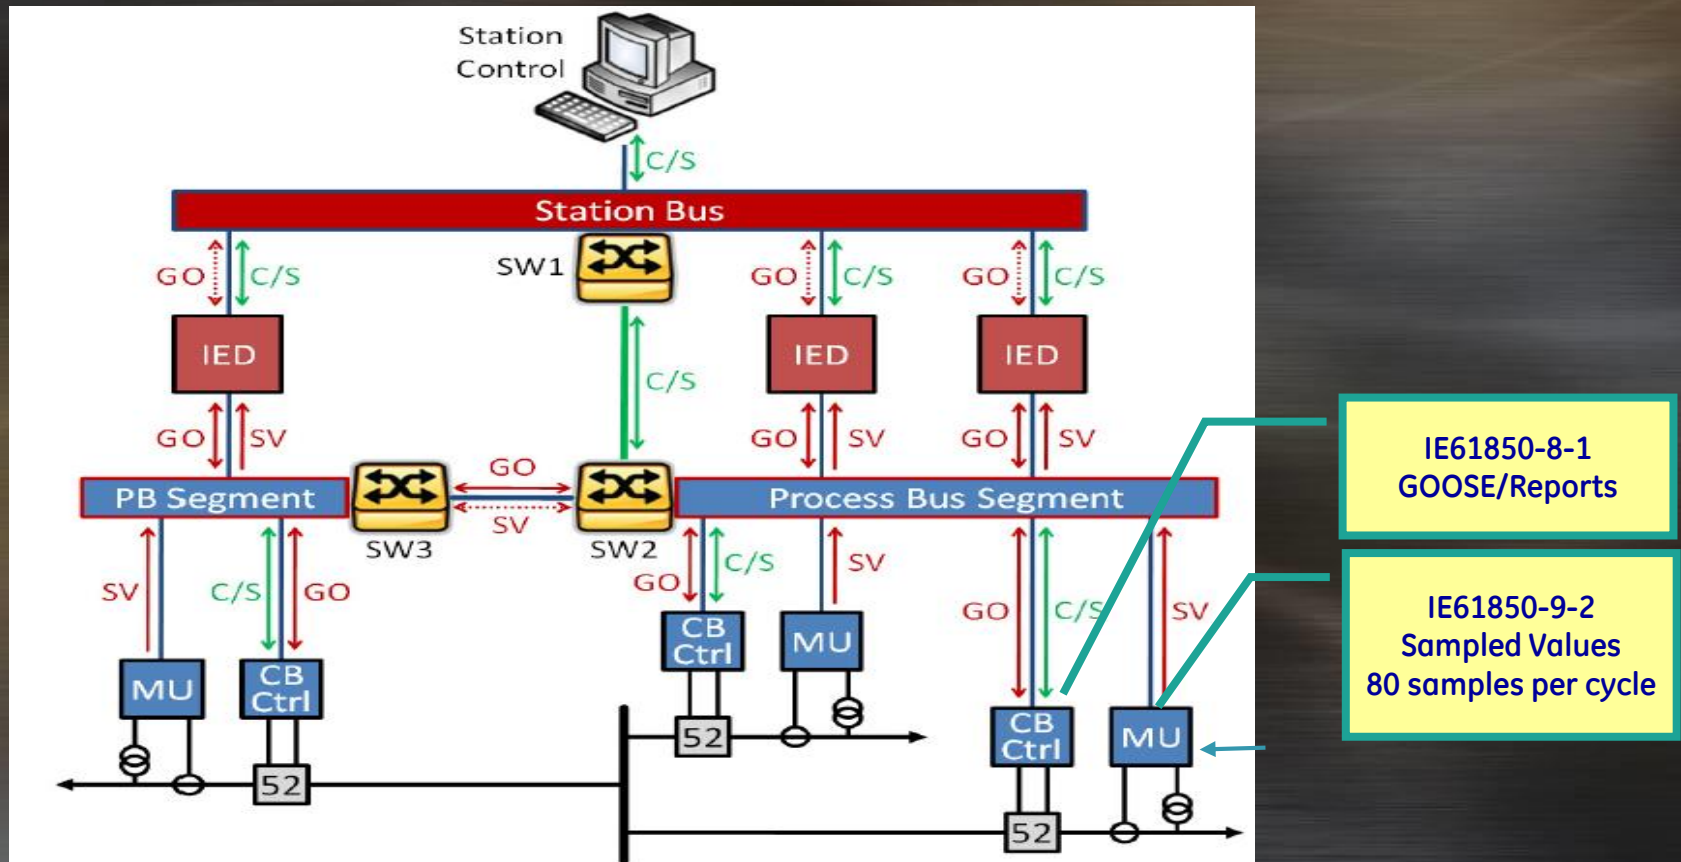 Station
Control
C/S
Station Bus
SW1
GO
C/S
GO
C/S
GO
C/S
IED
C/S
IED
IED
GO
SV
GO
SV
GO
SV
IE61850-8-1
GOOSE/Reports
PB Segment
GO
SV
Process Bus Segment
SW3
SW2
SV
C/S
GO
GO
C/S
SV
GO
C/S
SV
IE61850-9-2
Sampled Values
80 samples per cycle
MU
CB
Ctrl
CB
Ctrl
MU
CB
Ctrl
MU
52
52
52